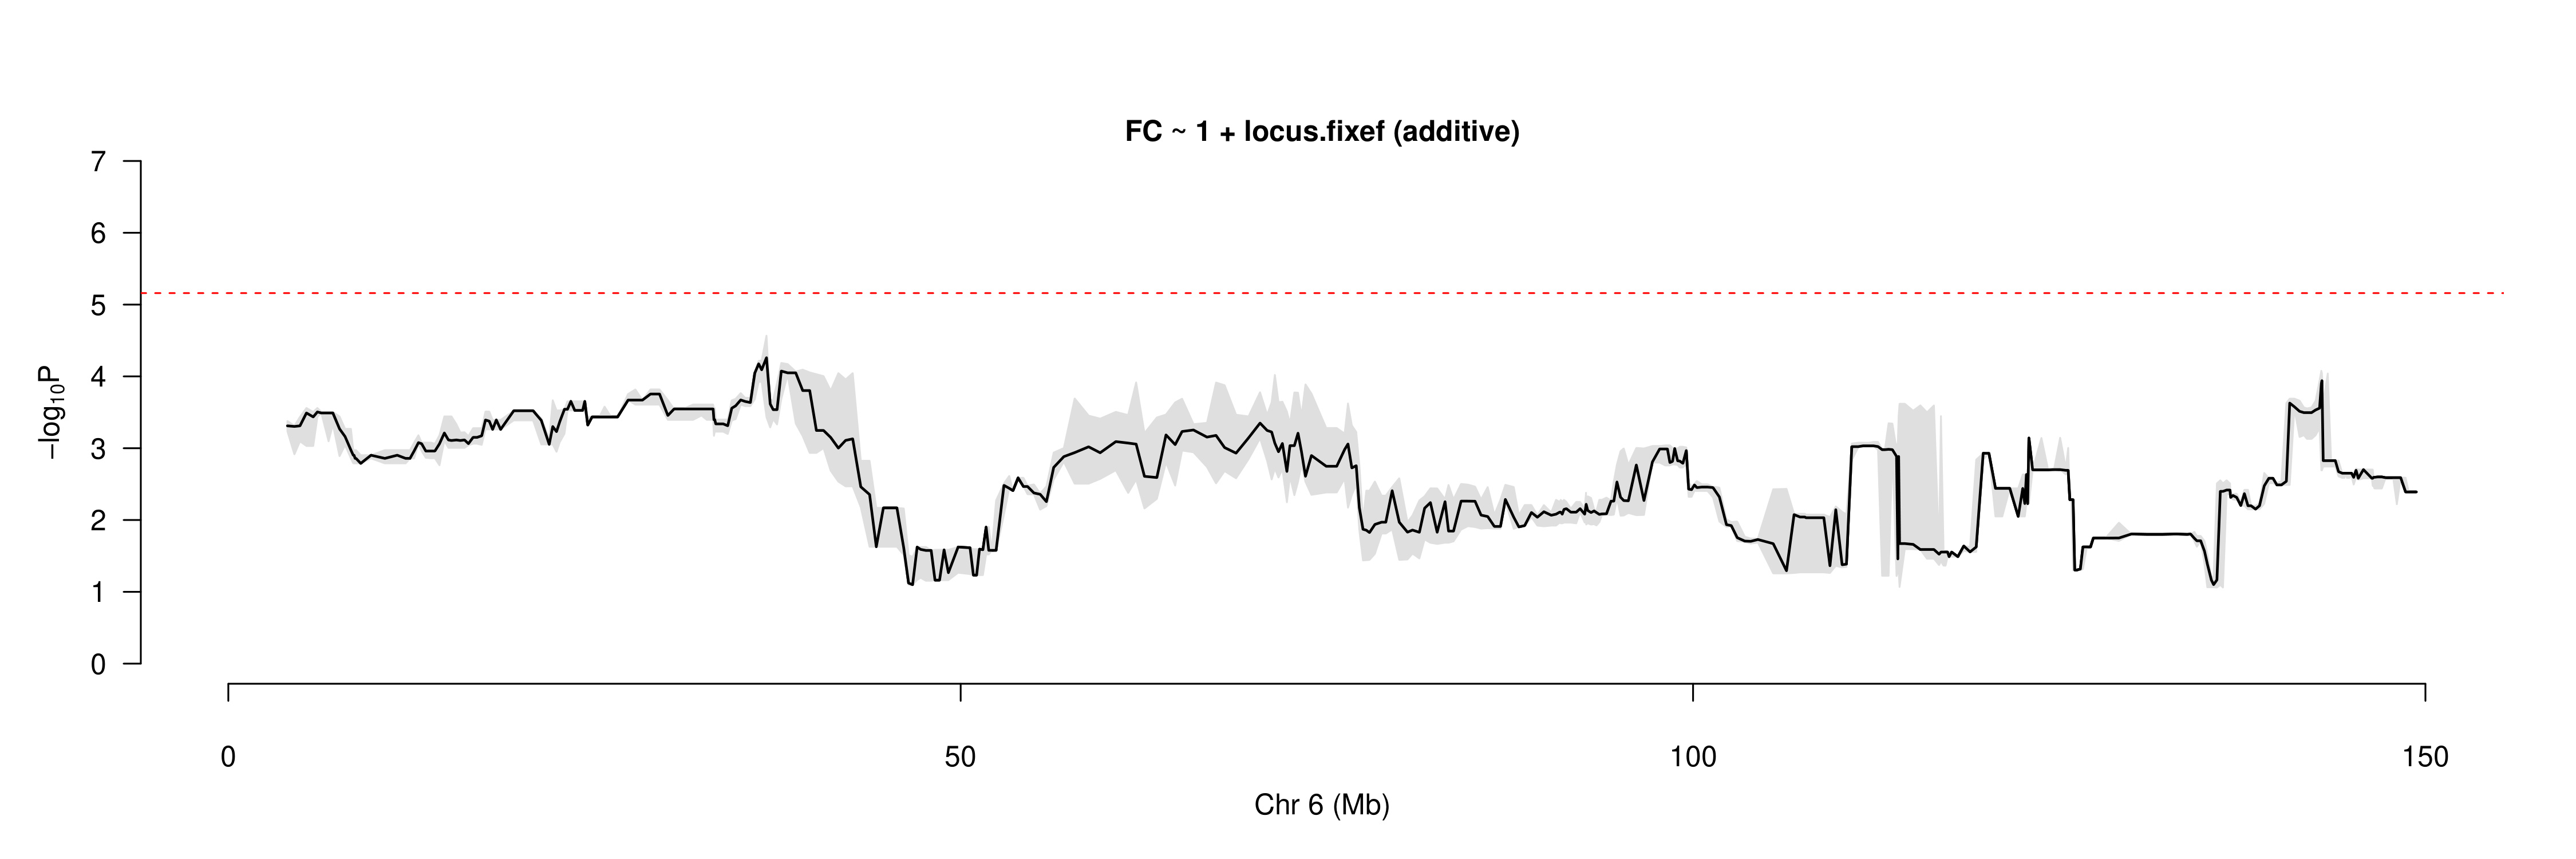 FC ~ 1 + locus.fixef (additive)
7
6
5
4
3
2
1
0
−log₁₀P
0 50 100 150
Chr 6 (Mb)